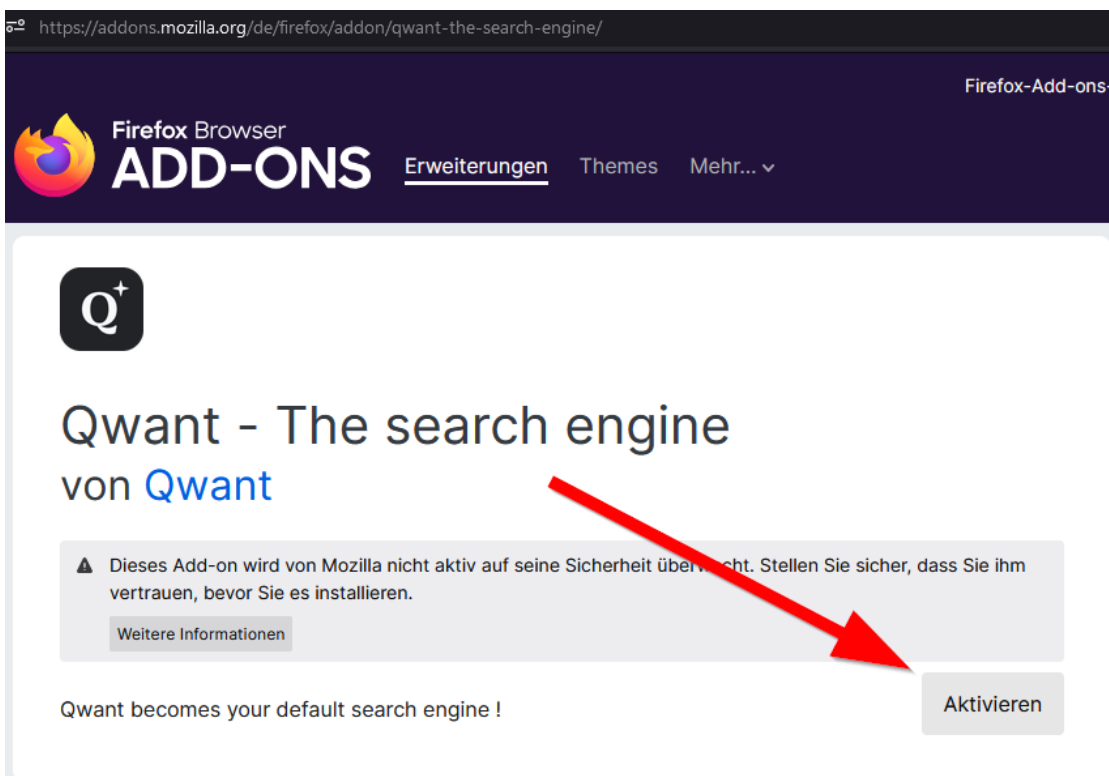 https://addons.mozilla.org/de/firefox/addon/qwant-the-search-engine/
Firefox-Add-ons-
Firefox Browser
ADD-ONS
Erweiterungen Themes Mehr...
Q+
Qwant - The search engine
von Qwant
Dieses Add-on wird von Mozilla nicht aktiv auf seine Sicherheit überwacht. Stellen Sie sicher, dass Sie ihm
vertrauen, bevor Sie es installieren.
Weitere Informationen
Aktivieren
Qwant becomes your default search engine !